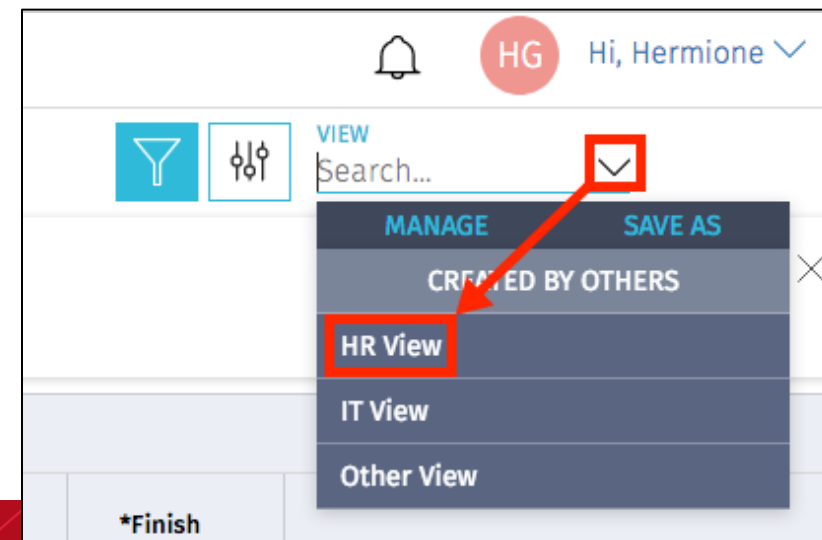 HG Hi, Hermione
VIEW
Search...
MANAGE SAVE AS
CREATED BY OTHERS
HR View
IT View
Other View
*Finish